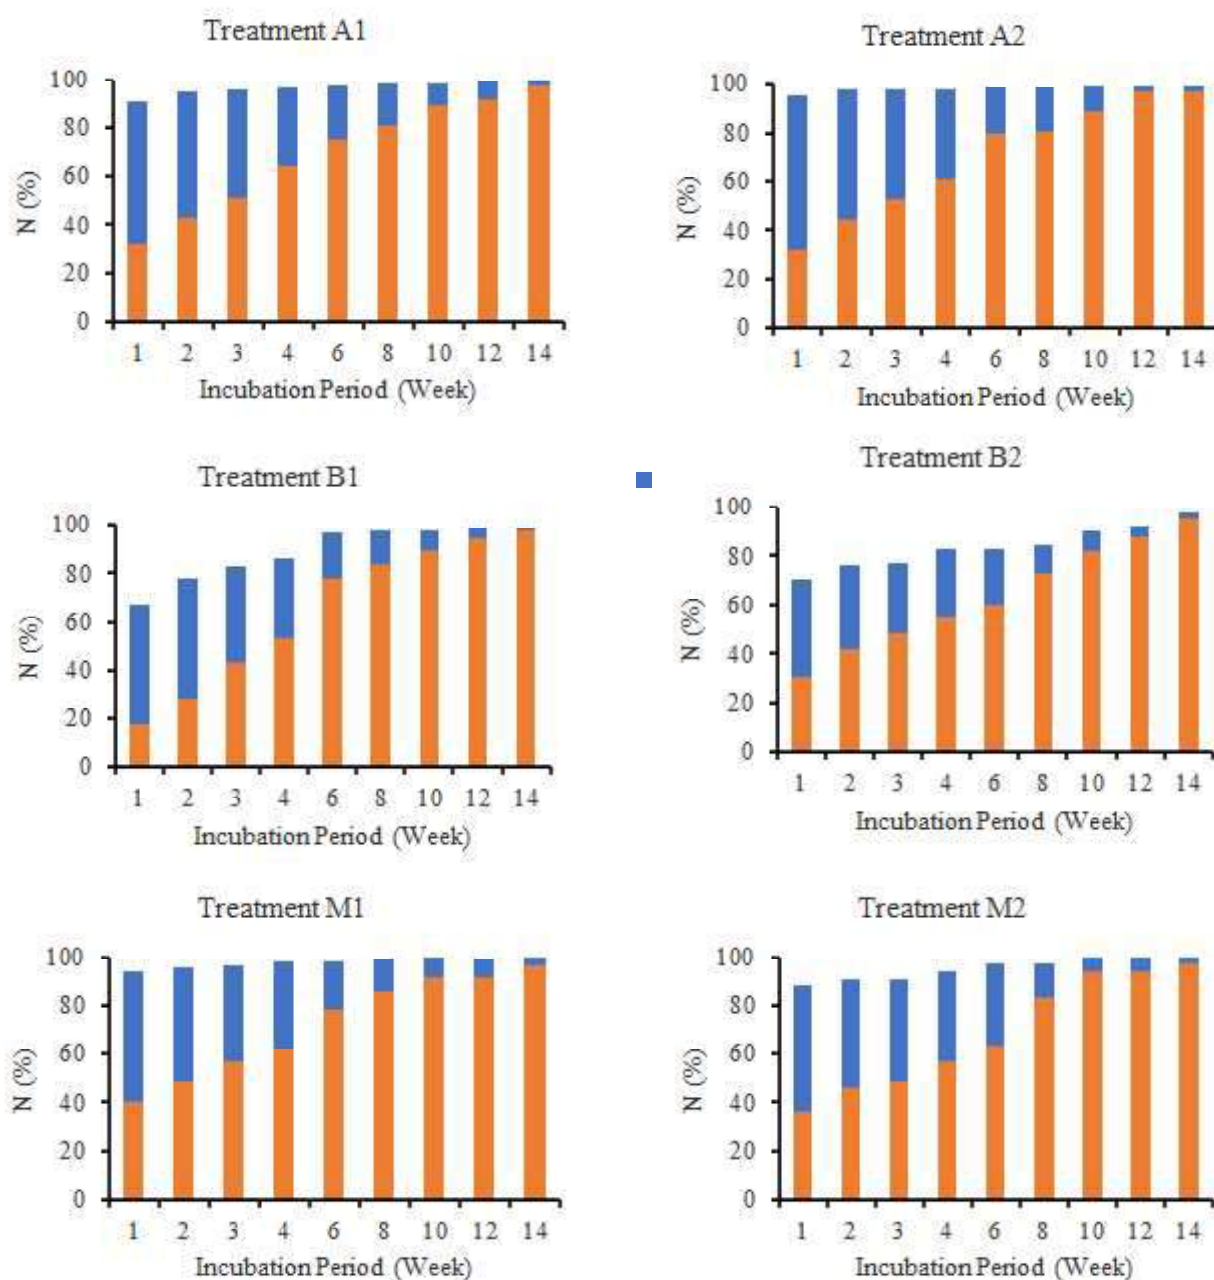 Treatment A1
N (%)
100
80
60
40
20
0
1 2 3 4 6 8 10 12 14
Incubation Period (Week)
Treatment A2
N (%)
100
80
60
40
20
0
1 2 3 4 6 8 10 12 14
Incubation Period (Week)
Treatment B1
N (%)
100
80
60
40
20
0
1 2 3 4 6 8 10 12 14
Incubation Period (Week)
Treatment B2
N (%)
100
80
60
40
20
0
1 2 3 4 6 8 10 12 14
Incubation Period (Week)
Treatment M1
N (%)
100
80
60
40
20
0
1 2 3 4 6 8 10 12 14
Incubation Period (Week)
Treatment M2
N (%)
100
80
60
40
20
0
1 2 3 4 6 8 10 12 14
Incubation Period (Week)